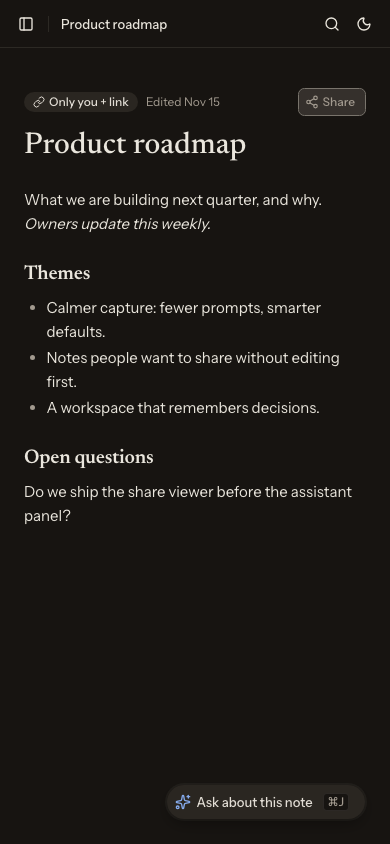 Product roadmap
Only you + link
Edited Nov 15
Share
Product roadmap
What we are building next quarter, and why.
Owners update this weekly.
Themes
Calmer capture: fewer prompts, smarter
defaults.
Notes people want to share without editing
first.
A workspace that remembers decisions.
Open questions
Do we ship the share viewer before the assistant
panel?
Ask about this note ⌘J